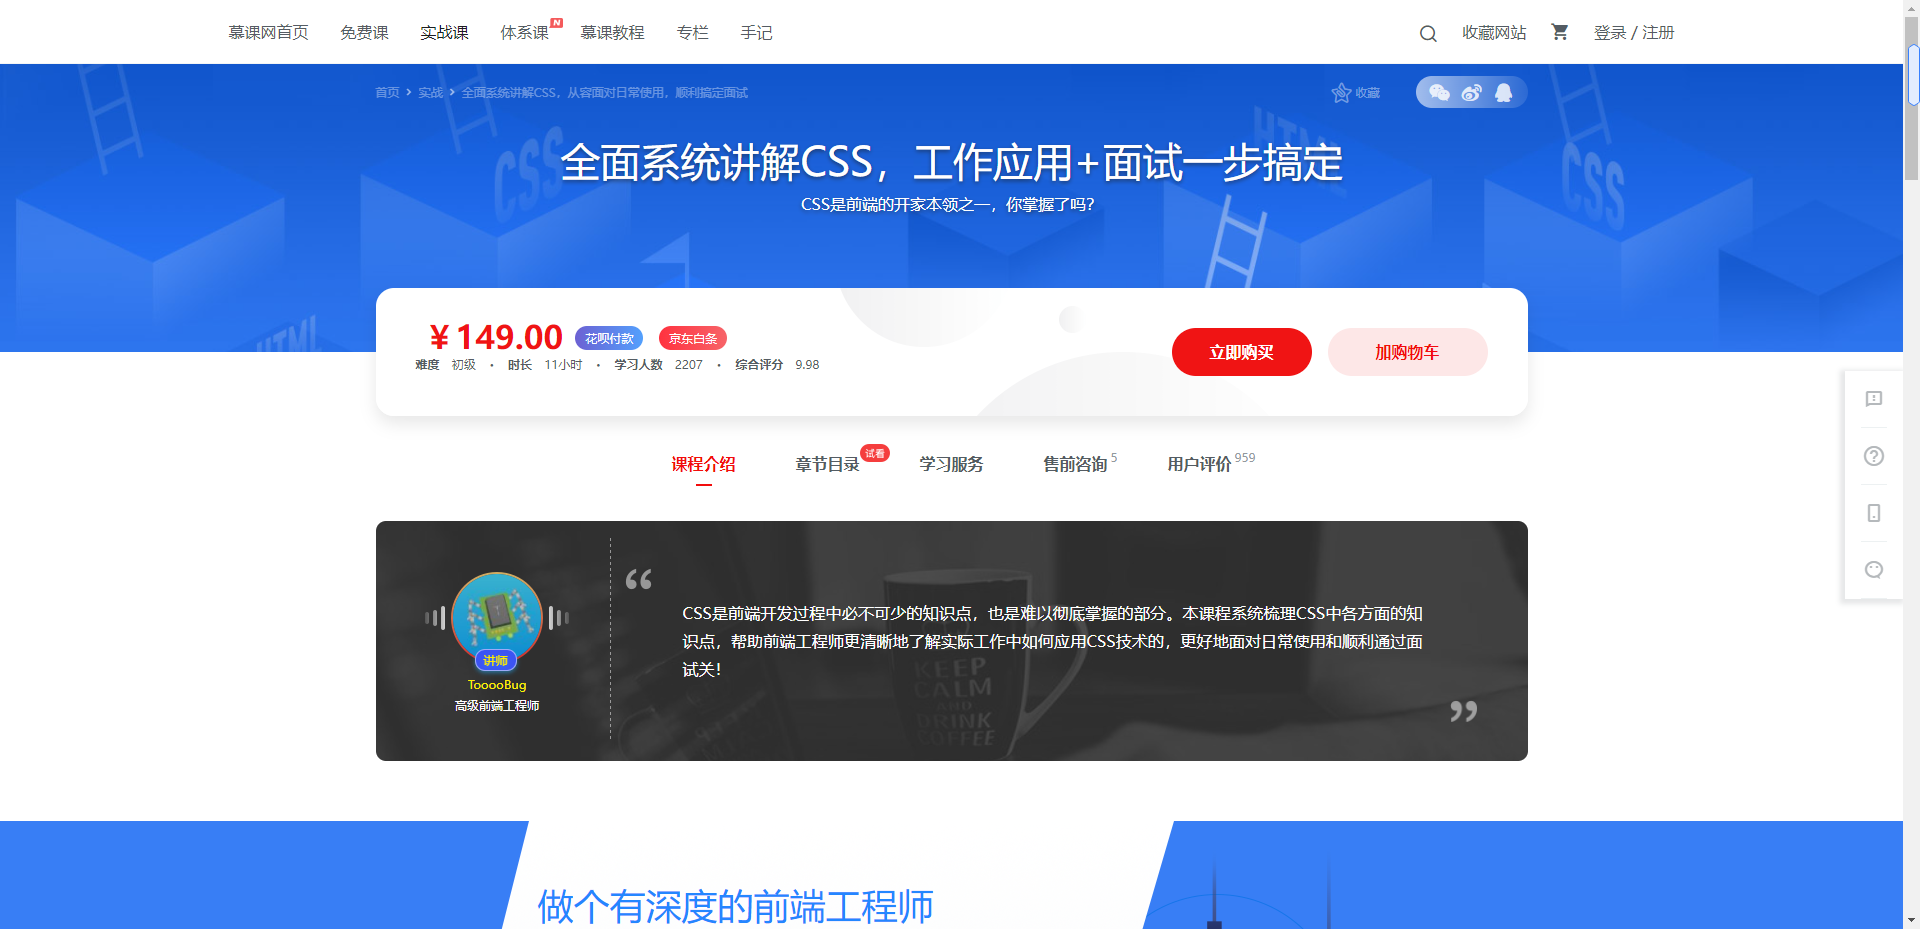 慕课网首页 免费课 实战课 体系课 N 慕课教程 专栏 手记 收藏网站 登录 / 注册
首页 > 实战 > 全面系统讲解CSS，从容面对日常使用，顺利搞定面试 收藏
全面系统讲解CSS，工作应用+面试一步搞定
CSS是前端的开家本领之一，你掌握了吗？
CSS
HTML
CSS
HTML
¥ 149.00 花呗付款 京东白条
难度 初级 · 时长 11小时 · 学习人数 2207 · 综合评分 9.98
立即购买 加购物车
课程介绍 章节目录 试看 学习服务 售前咨询 5 用户评价 959
“
CSS是前端开发过程中必不可少的知识点，也是难以彻底掌握的部分。本课程系统梳理CSS中各方面的知
识点，帮助前端工程师更清晰地了解实际工作中如何应用CSS技术的，更好地面对日常使用和顺利通过面
试关！
”
讲师
TooooBug
高级前端工程师
KEEP
CALM
AND
DRINK
COFFEE
做个有深度的前端工程师